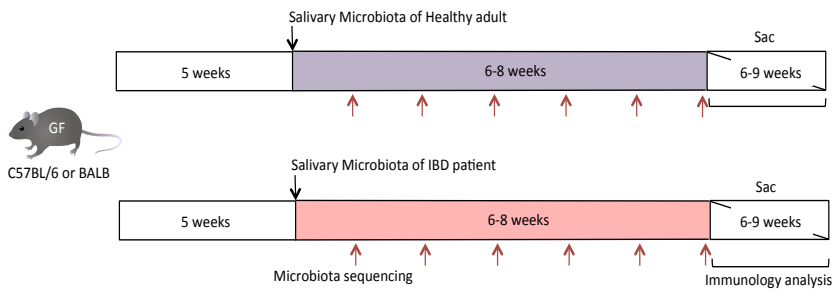 Salivary Microbiota of Healthy adult
Sac
5 weeks
6-8 weeks
6-9 weeks
GF
C57BL/6 or BALB
Salivary Microbiota of IBD patient
Sac
5 weeks
6-8 weeks
6-9 weeks
Microbiota sequencing
Immunology analysis